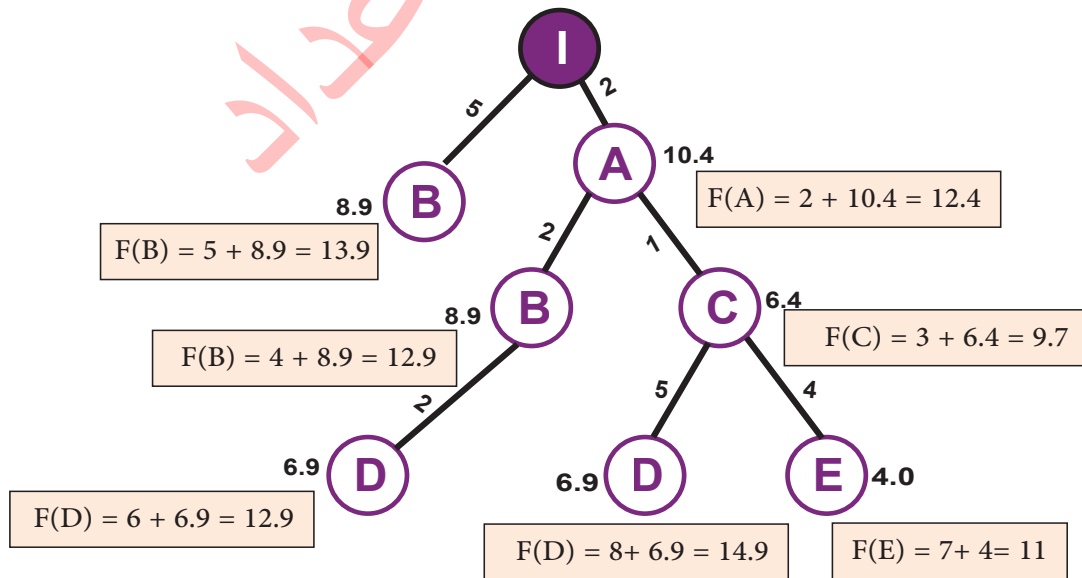 I
5
2
B
8.9
A
10.4
F(A) = 2 + 10.4 = 12.4
F(B) = 5 + 8.9 = 13.9
2
1
B
8.9
C
6.4
F(C) = 3 + 6.4 = 9.7
F(B) = 4 + 8.9 = 12.9
2
5
4
D
6.9
D
6.9
E
4.0
F(D) = 6 + 6.9 = 12.9
F(D) = 8+ 6.9 = 14.9
F(E) = 7+ 4= 11